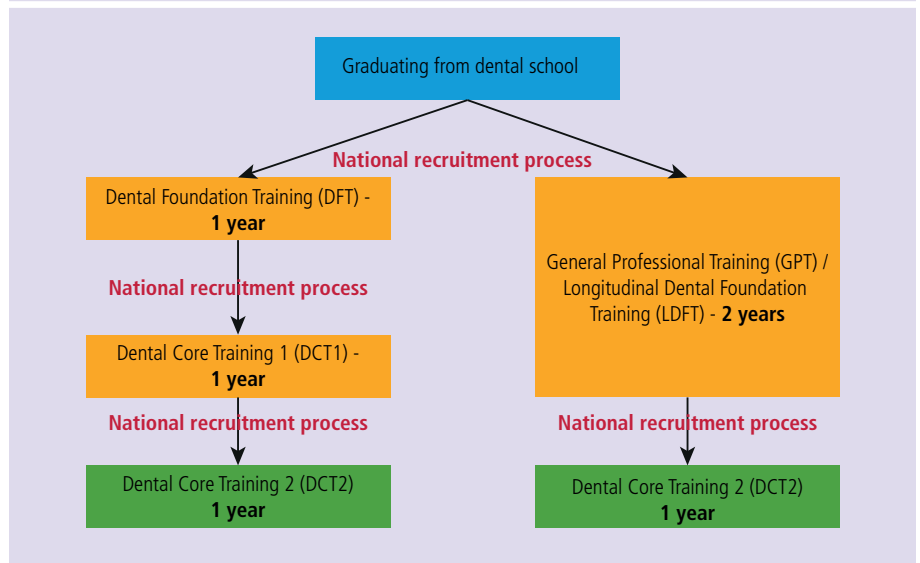 Graduating from dental school
National recruitment process
Dental Foundation Training (DFT) -
1 year
National recruitment process
Dental Core Training 1 (DCT1) -
1 year
National recruitment process
Dental Core Training 2 (DCT2)
1 year
General Professional Training (GPT) /
Longitudinal Dental Foundation
Training (LDFT) - 2 years
National recruitment process
Dental Core Training 2 (DCT2)
1 year